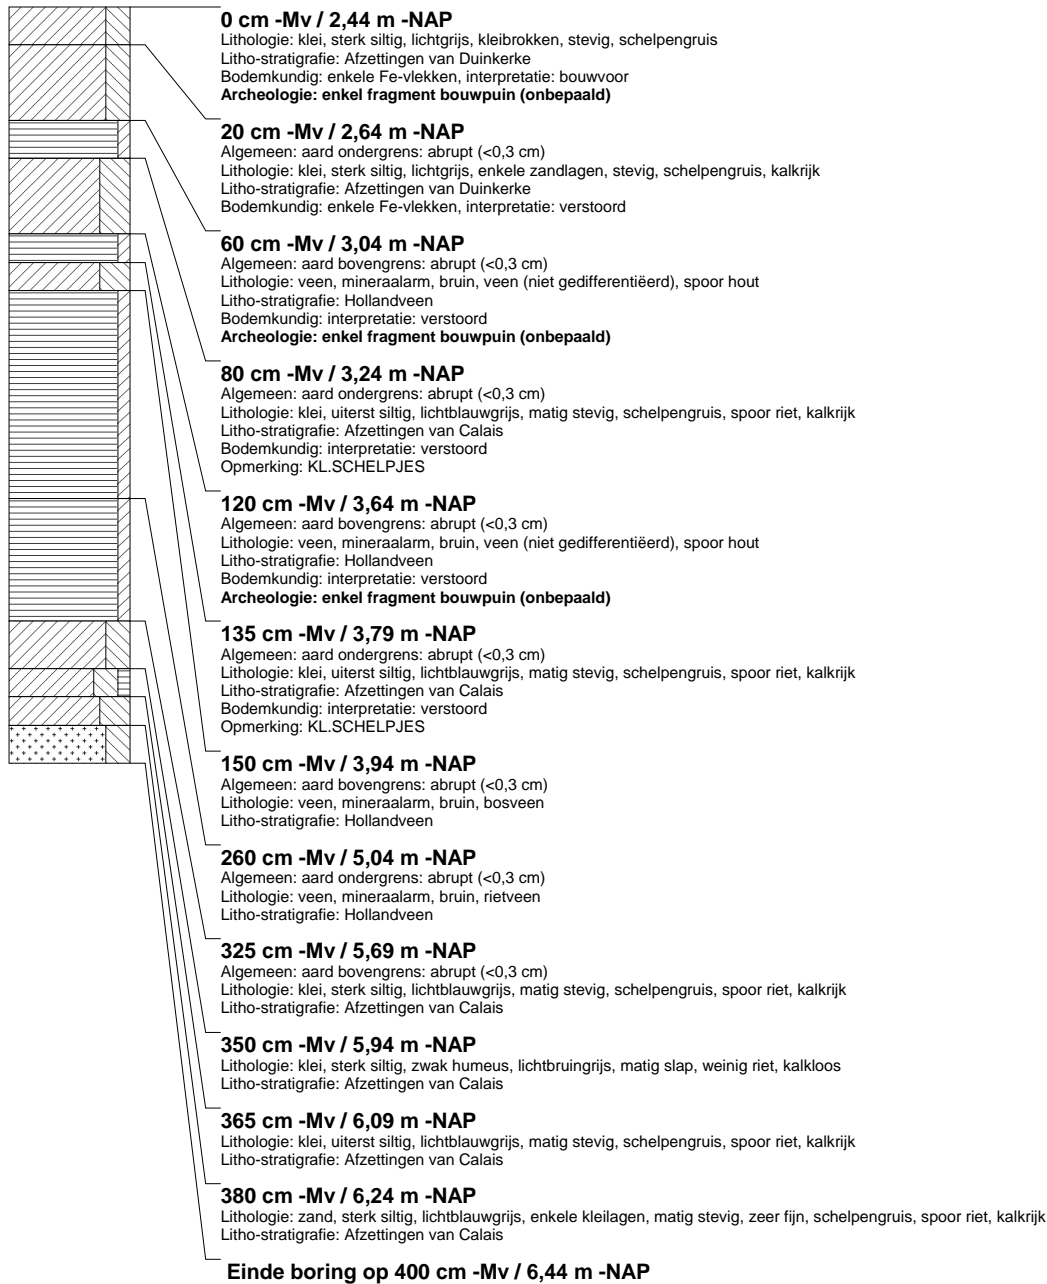 0 cm -Mv / 2,44 m -NAP
Lithologie: klei, sterk siltig, lichtgrijs, kleibrokken, stevig, schelpengruis
Litho-stratigrafie: Afzettingen van Duinkerke
Bodemkundig: enkele Fe-vlekken, interpretatie: bouwvoor
Archeologie: enkel fragment bouwpuin (onbepaald)
20 cm -Mv / 2,64 m -NAP
Algemeen: aard ondergrens: abrupt (<0,3 cm)
Lithologie: klei, sterk siltig, lichtgrijs, enkele zandlagen, stevig, schelpengruis, kalkrijk
Litho-stratigrafie: Afzettingen van Duinkerke
Bodemkundig: enkele Fe-vlekken, interpretatie: verstoord
60 cm -Mv / 3,04 m -NAP
Algemeen: aard bovengrens: abrupt (<0,3 cm)
Lithologie: veen, mineraalarm, bruin, veen (niet gedifferentiëerd), spoor hout
Litho-stratigrafie: Hollandveen
Bodemkundig: interpretatie: verstoord
Archeologie: enkel fragment bouwpuin (onbepaald)
80 cm -Mv / 3,24 m -NAP
Algemeen: aard ondergrens: abrupt (<0,3 cm)
Lithologie: klei, uiterst siltig, lichtblauwgrijs, matig stevig, schelpengruis, spoor riet, kalkrijk
Litho-stratigrafie: Afzettingen van Calais
Bodemkundig: interpretatie: verstoord
Opmerking: KL.SCHELPJES
120 cm -Mv / 3,64 m -NAP
Algemeen: aard bovengrens: abrupt (<0,3 cm)
Lithologie: veen, mineraalarm, bruin, veen (niet gedifferentiëerd), spoor hout
Litho-stratigrafie: Hollandveen
Bodemkundig: interpretatie: verstoord
Archeologie: enkel fragment bouwpuin (onbepaald)
135 cm -Mv / 3,79 m -NAP
Algemeen: aard ondergrens: abrupt (<0,3 cm)
Lithologie: klei, uiterst siltig, lichtblauwgrijs, matig stevig, schelpengruis, spoor riet, kalkrijk
Litho-stratigrafie: Afzettingen van Calais
Bodemkundig: interpretatie: verstoord
Opmerking: KL.SCHELPJES
150 cm -Mv / 3,94 m -NAP
Algemeen: aard bovengrens: abrupt (<0,3 cm)
Lithologie: veen, mineraalarm, bruin, bosveen
Litho-stratigrafie: Hollandveen
260 cm -Mv / 5,04 m -NAP
Algemeen: aard ondergrens: abrupt (<0,3 cm)
Lithologie: veen, mineraalarm, bruin, rietveen
Litho-stratigrafie: Hollandveen
325 cm -Mv / 5,69 m -NAP
Algemeen: aard bovengrens: abrupt (<0,3 cm)
Lithologie: klei, sterk siltig, lichtblauwgrijs, matig stevig, schelpengruis, spoor riet, kalkrijk
Litho-stratigrafie: Afzettingen van Calais
350 cm -Mv / 5,94 m -NAP
Lithologie: klei, sterk siltig, zwak humeus, lichtbruingrijs, matig slap, weinig riet, kalkloos
Litho-stratigrafie: Afzettingen van Calais
365 cm -Mv / 6,09 m -NAP
Lithologie: klei, uiterst siltig, lichtblauwgrijs, matig stevig, schelpengruis, spoor riet, kalkrijk
Litho-stratigrafie: Afzettingen van Calais
380 cm -Mv / 6,24 m -NAP
Lithologie: zand, sterk siltig, lichtblauwgrijs, enkele kleilagen, matig stevig, zeer fijn, schelpengruis, spoor riet, kalkrijk
Litho-stratigrafie: Afzettingen van Calais
Einde boring op 400 cm -Mv / 6,44 m -NAP